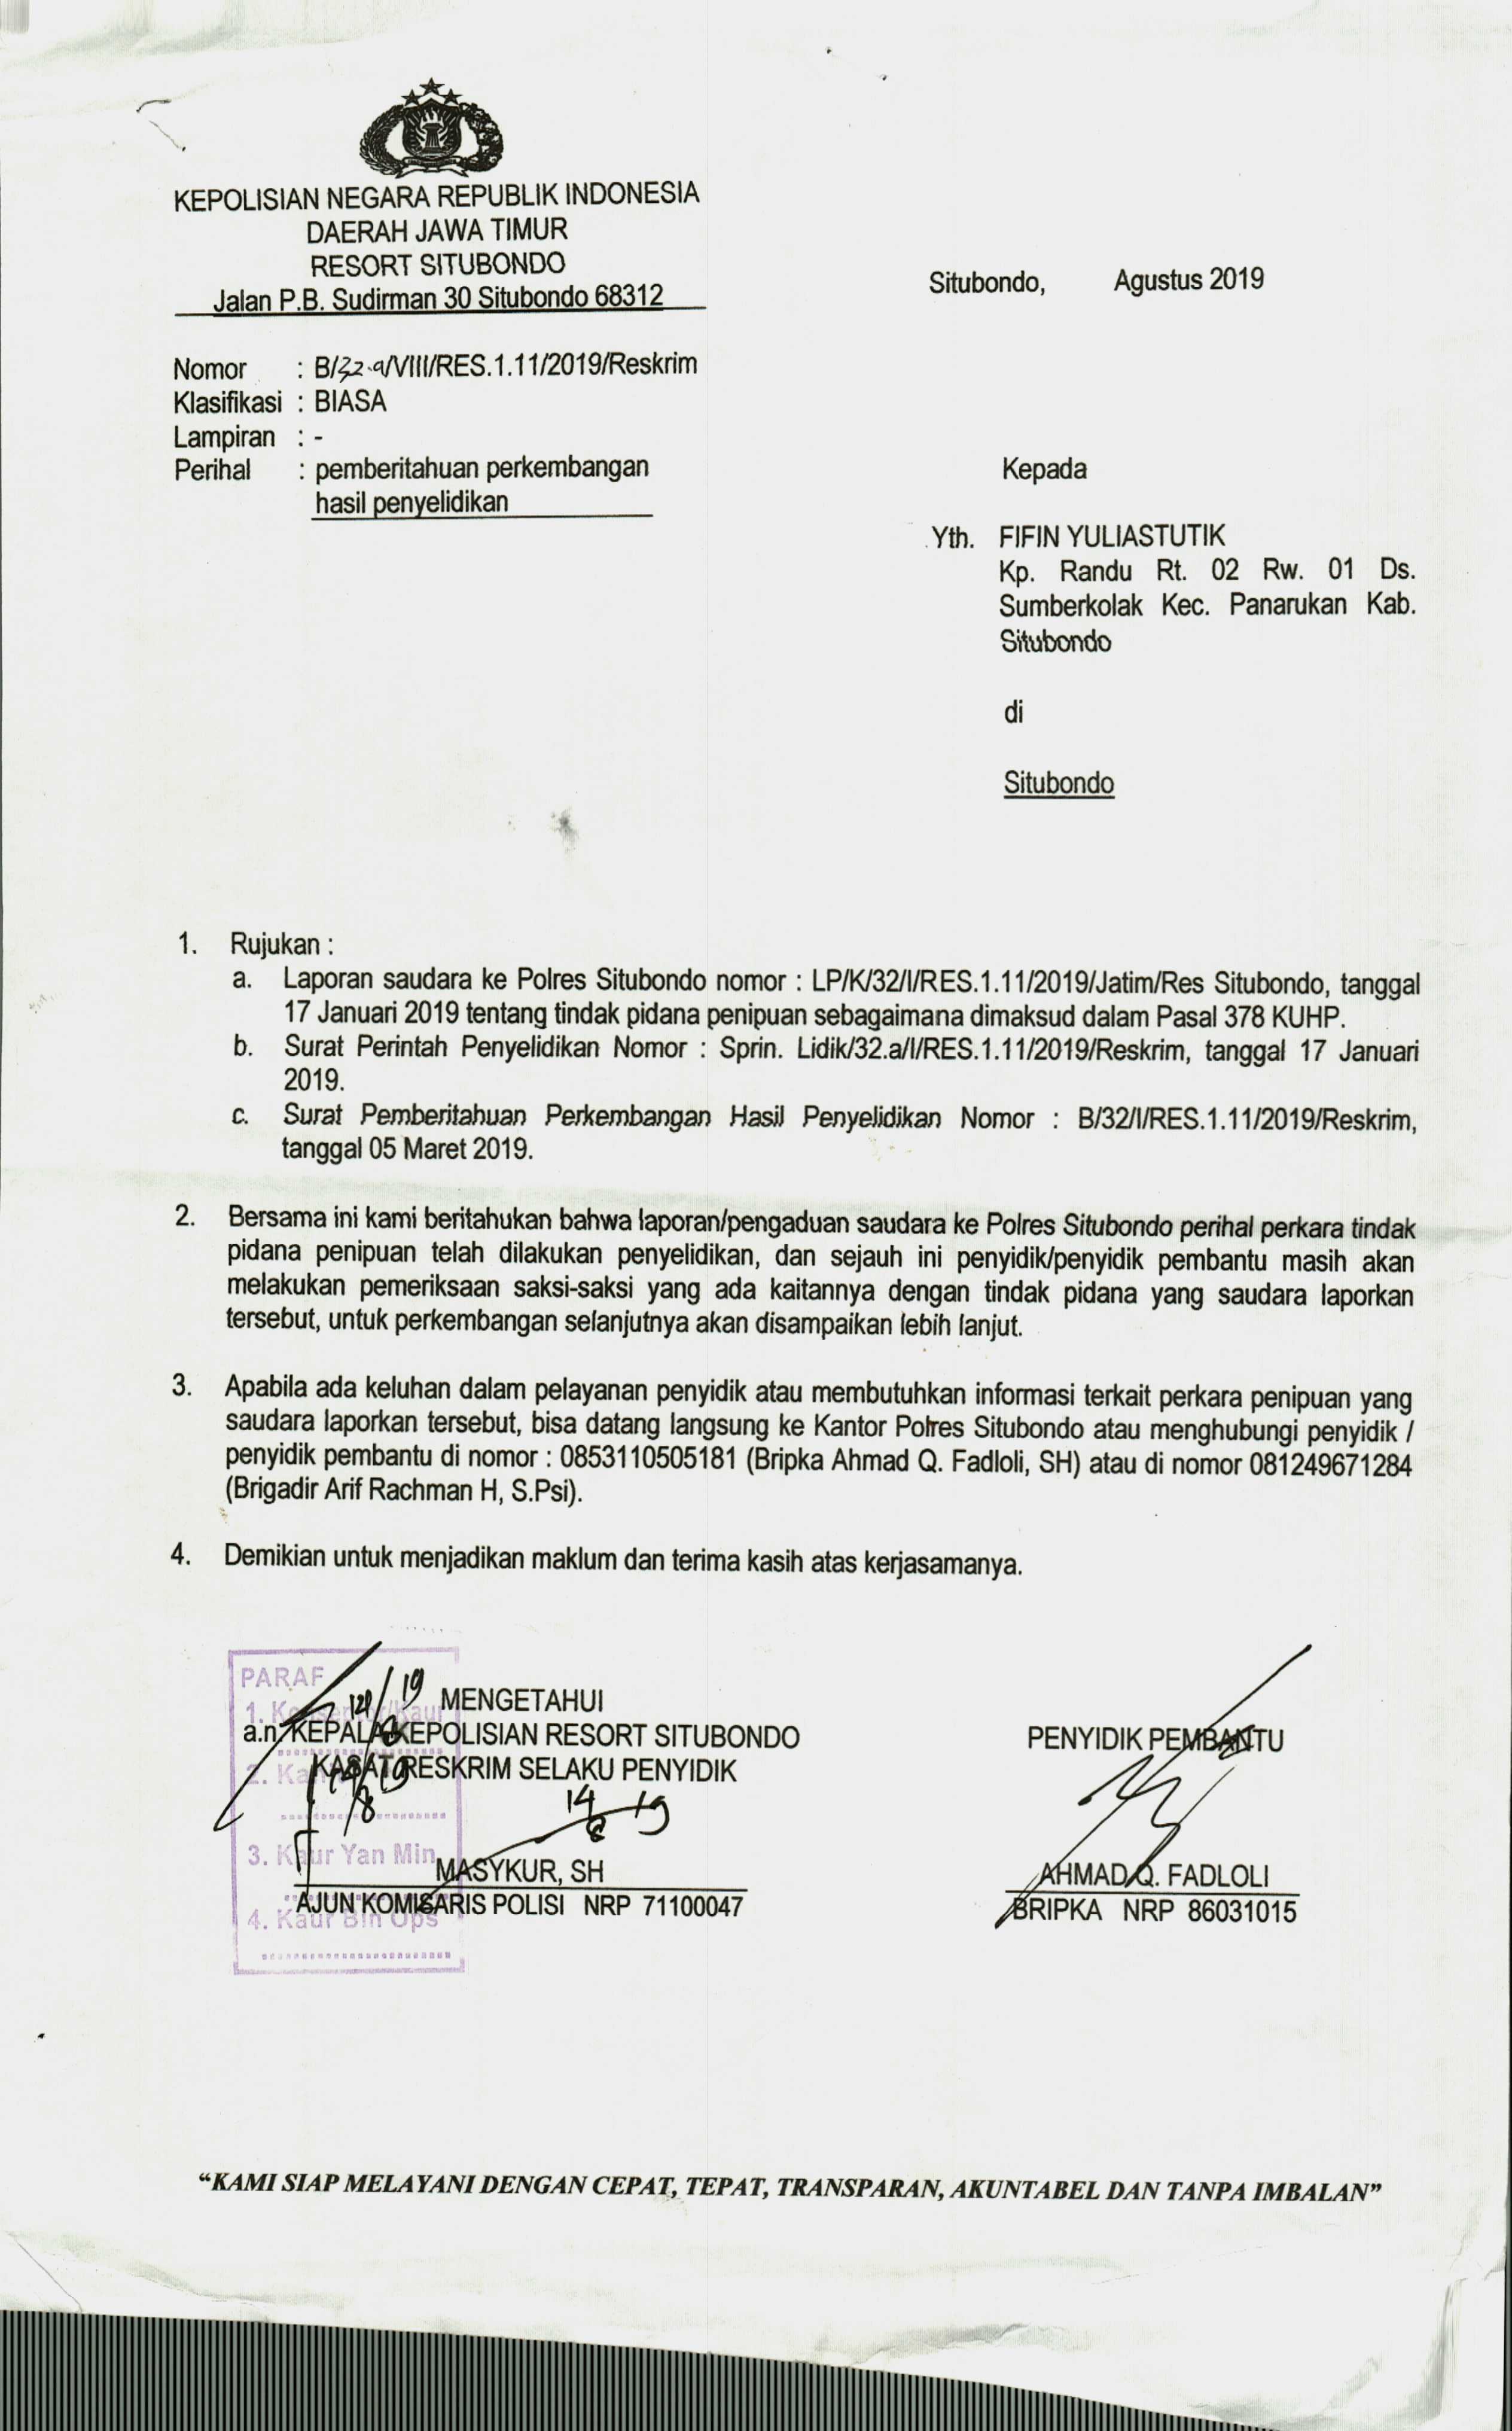 KEPOLISIAN NEGARA REPUBLIK INDONESIA
DAERAH JAWA TIMUR
RESORT SITUBONDO
Jalan P.B. Sudirman 30 Situbondo 68312
Situbondo, Agustus 2019
Nomor : B/32.a/VIII/RES.1.11/2019/Reskrim
Klasifikasi : BIASA
Lampiran : -
Perihal : pemberitahuan perkembangan
hasil penyelidikan
Kepada
Yth. FIFIN YULIASTUTIK
Kp. Randu Rt. 02 Rw. 01 Ds.
Sumberkolak Kec. Panarukan Kab.
Situbondo
di
Situbondo
1. Rujukan :
a. Laporan saudara ke Polres Situbondo nomor : LP/K/32/I/RES.1.11/2019/Jatim/Res Situbondo, tanggal
17 Januari 2019 tentang tindak pidana penipuan sebagaimana dimaksud dalam Pasal 378 KUHP.
b. Surat Perintah Penyelidikan Nomor : Sprin. Lidik/32.a/I/RES.1.11/2019/Reskrim, tanggal 17 Januari
2019.
c. Surat Pemberitahuan Perkembangan Hasil Penyelidikan Nomor : B/32/I/RES.1.11/2019/Reskrim,
tanggal 05 Maret 2019.
2. Bersama ini kami beritahukan bahwa laporan/pengaduan saudara ke Polres Situbondo perihal perkara tindak
pidana penipuan telah dilakukan penyelidikan, dan sejauh ini penyidik/penyidik pembantu masih akan
melakukan pemeriksaan saksi-saksi yang ada kaitannya dengan tindak pidana yang saudara laporkan
tersebut, untuk perkembangan selanjutnya akan disampaikan lebih lanjut.
3. Apabila ada keluhan dalam pelayanan penyidik atau membutuhkan informasi terkait perkara penipuan yang
saudara laporkan tersebut, bisa datang langsung ke Kantor Polres Situbondo atau menghubungi penyidik /
penyidik pembantu di nomor : 0853110505181 (Bripka Ahmad Q. Fadloli, SH) atau di nomor 081249671284
(Brigadir Arif Rachman H, S.Psi).
4. Demikian untuk menjadikan maklum dan terima kasih atas kerjasamanya.
PARAF
1. Konseptor/Kaur
3. Kaur Yan Min
4. Kaur Bin Ops
MENGETAHUI
a.n. KEPALA KEPOLISIAN RESORT SITUBONDO
KASAT RESKRIM SELAKU PENYIDIK
14/8 19
MASYKUR, SH
AJUN KOMISARIS POLISI NRP 71100047
PENYIDIK PEMBANTU
AHMAD Q. FADLOLI
BRIPKA NRP 86031015
“KAMI SIAP MELAYANI DENGAN CEPAT, TEPAT, TRANSPARAN, AKUNTABEL DAN TANPA IMBALAN”